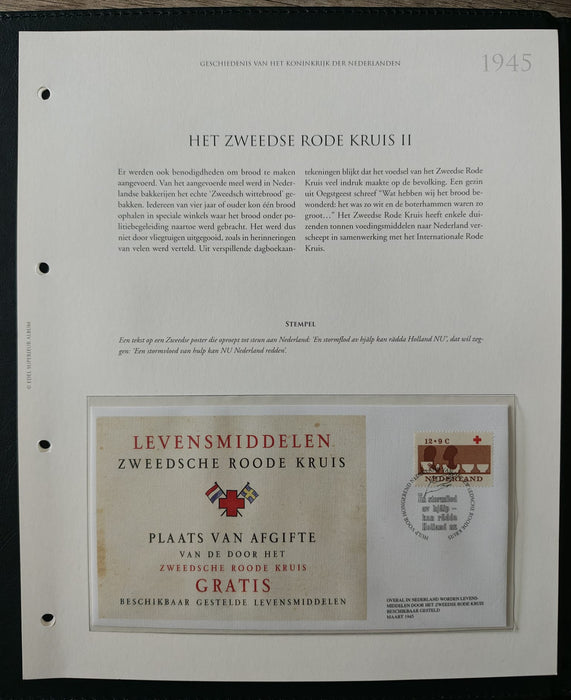 GESCHIEDENIS VAN HET KONINKRIJK DER NEDERLANDEN
1945
HET ZWEEDSE RODE KRUIS II
Er werden ook benodigdheden om brood te maken
aangevoerd. Van het aangevoerde meel werd in Neder-
landse bakkerijen het echte 'Zweedsch wittebrood' ge-
bakken. Iedereen van vier jaar of ouder kon één brood
ophalen in speciale winkels waar het brood onder po-
litiebegeleiding naartoe werd gebracht. Het werd dus
niet door vliegtuigen uitgegooid, zoals in herinneringen
van velen werd verteld. Uit verspillende dagboekaan-
tekeningen blijkt dat het voedsel van het Zweedse Rode
Kruis veel indruk maakte op de bevolking. Een gezin
uit Oegstgeest schreef "Wat hebben wij het brood be-
wonderd: het was zo wit en de boterhammen waren zo
groot…" Het Zweedse Rode Kruis heeft enkele dui-
zenden tonnen voedingsmiddelen naar Nederland ver-
scheept in samenwerking met het Internationale Rode
Kruis.
STEMPEL
Een tekst op een Zweedse poster die oproept tot steun aan Nederland: 'En stormflod av hjälp kan rädda Holland NU', dat wil zeg-
gen: 'Een stormvloed van hulp kan NU Nederland redden'.
© EDEL SUPERIEUR ALBUM
LEVENSMIDDELEN
ZWEEDSCHE ROODE KRUIS
PLAATS VAN AFGIFTE
VAN DE DOOR HET
ZWEEDSCHE ROODE KRUIS
GRATIS
BESCHIKBAAR GESTELDE LEVENSMIDDELEN
12+9 C
NEDERLAND
HULP VOOR HONGEREND NEDERLAND
ZWEEDSCHE ROODE KRUIS
En stormflod
av hjälp –
kan rädda
Holland nu
OVERAL IN NEDERLAND WORDEN LEVENS-
MIDDELEN DOOR HET ZWEEDSE RODE KRUIS
BESCHIKBAAR GESTELD
MAART 1945